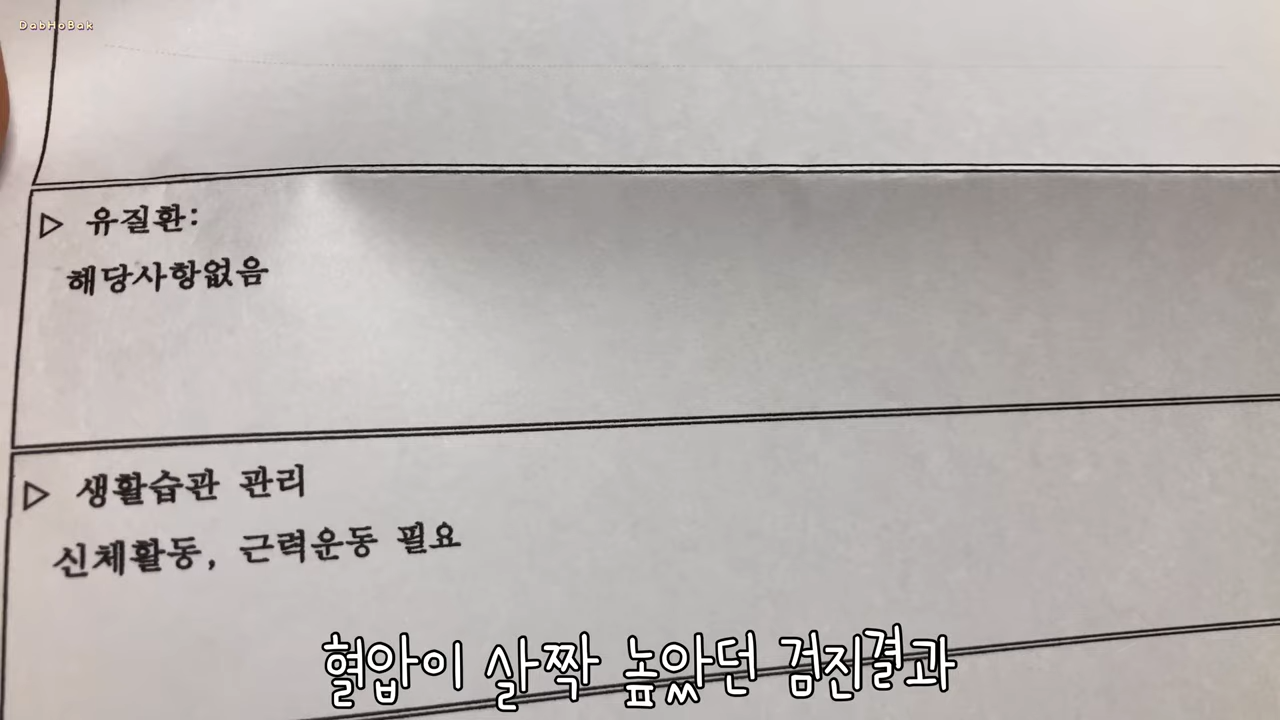 DabHoBak
▷ 유질환:
해당사항없음
▷ 생활습관 관리
신체활동, 근력운동 필요
혈압이 살짝 높았던 검진결과